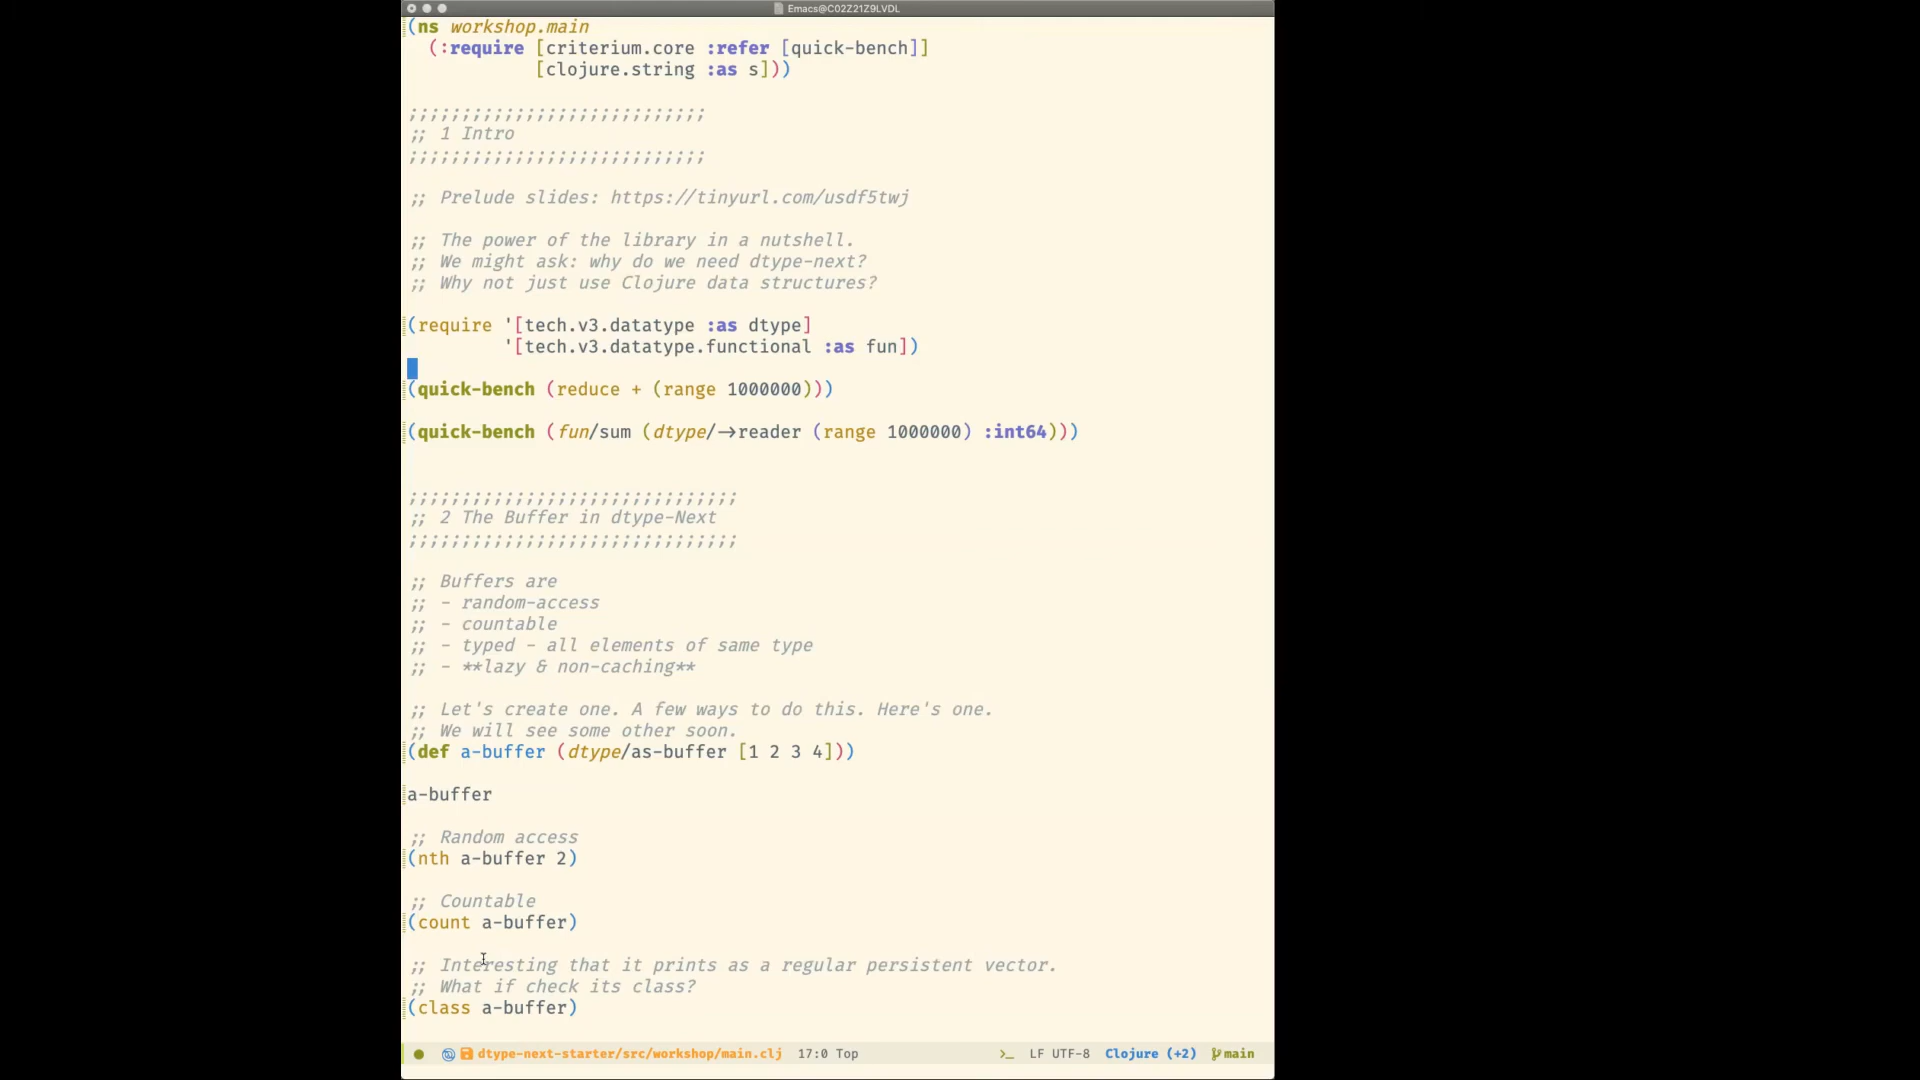 Emacs@C02Z21Z9LVDL
(ns workshop.main
  (:require [criterium.core :refer [quick-bench]]
            [clojure.string :as s]))
;;;;;;;;;;;;;;;;;;;;;;;;;;;;
;; 1 Intro
;;;;;;;;;;;;;;;;;;;;;;;;;;;;
;; Prelude slides: https://tinyurl.com/usdf5twj
;; The power of the library in a nutshell.
;; We might ask: why do we need dtype-next?
;; Why not just use Clojure data structures?
(require '[tech.v3.datatype :as dtype]
         '[tech.v3.datatype.functional :as fun])
(quick-bench (reduce + (range 1000000)))
(quick-bench (fun/sum (dtype/->reader (range 1000000) :int64)))
;;;;;;;;;;;;;;;;;;;;;;;;;;;;;;;
;; 2 The Buffer in dtype-Next
;;;;;;;;;;;;;;;;;;;;;;;;;;;;;;;
;; Buffers are
;; - random-access
;; - countable
;; - typed - all elements of same type
;; - **lazy & non-caching**
;; Let's create one. A few ways to do this. Here's one.
;; We will see some other soon.
(def a-buffer (dtype/as-buffer [1 2 3 4]))
a-buffer
;; Random access
(nth a-buffer 2)
;; Countable
(count a-buffer)
;; Interesting that it prints as a regular persistent vector.
;; What if check its class?
(class a-buffer)
dtype-next-starter/src/workshop/main.clj 17:0 Top >_ LF UTF-8 Clojure (+2) main